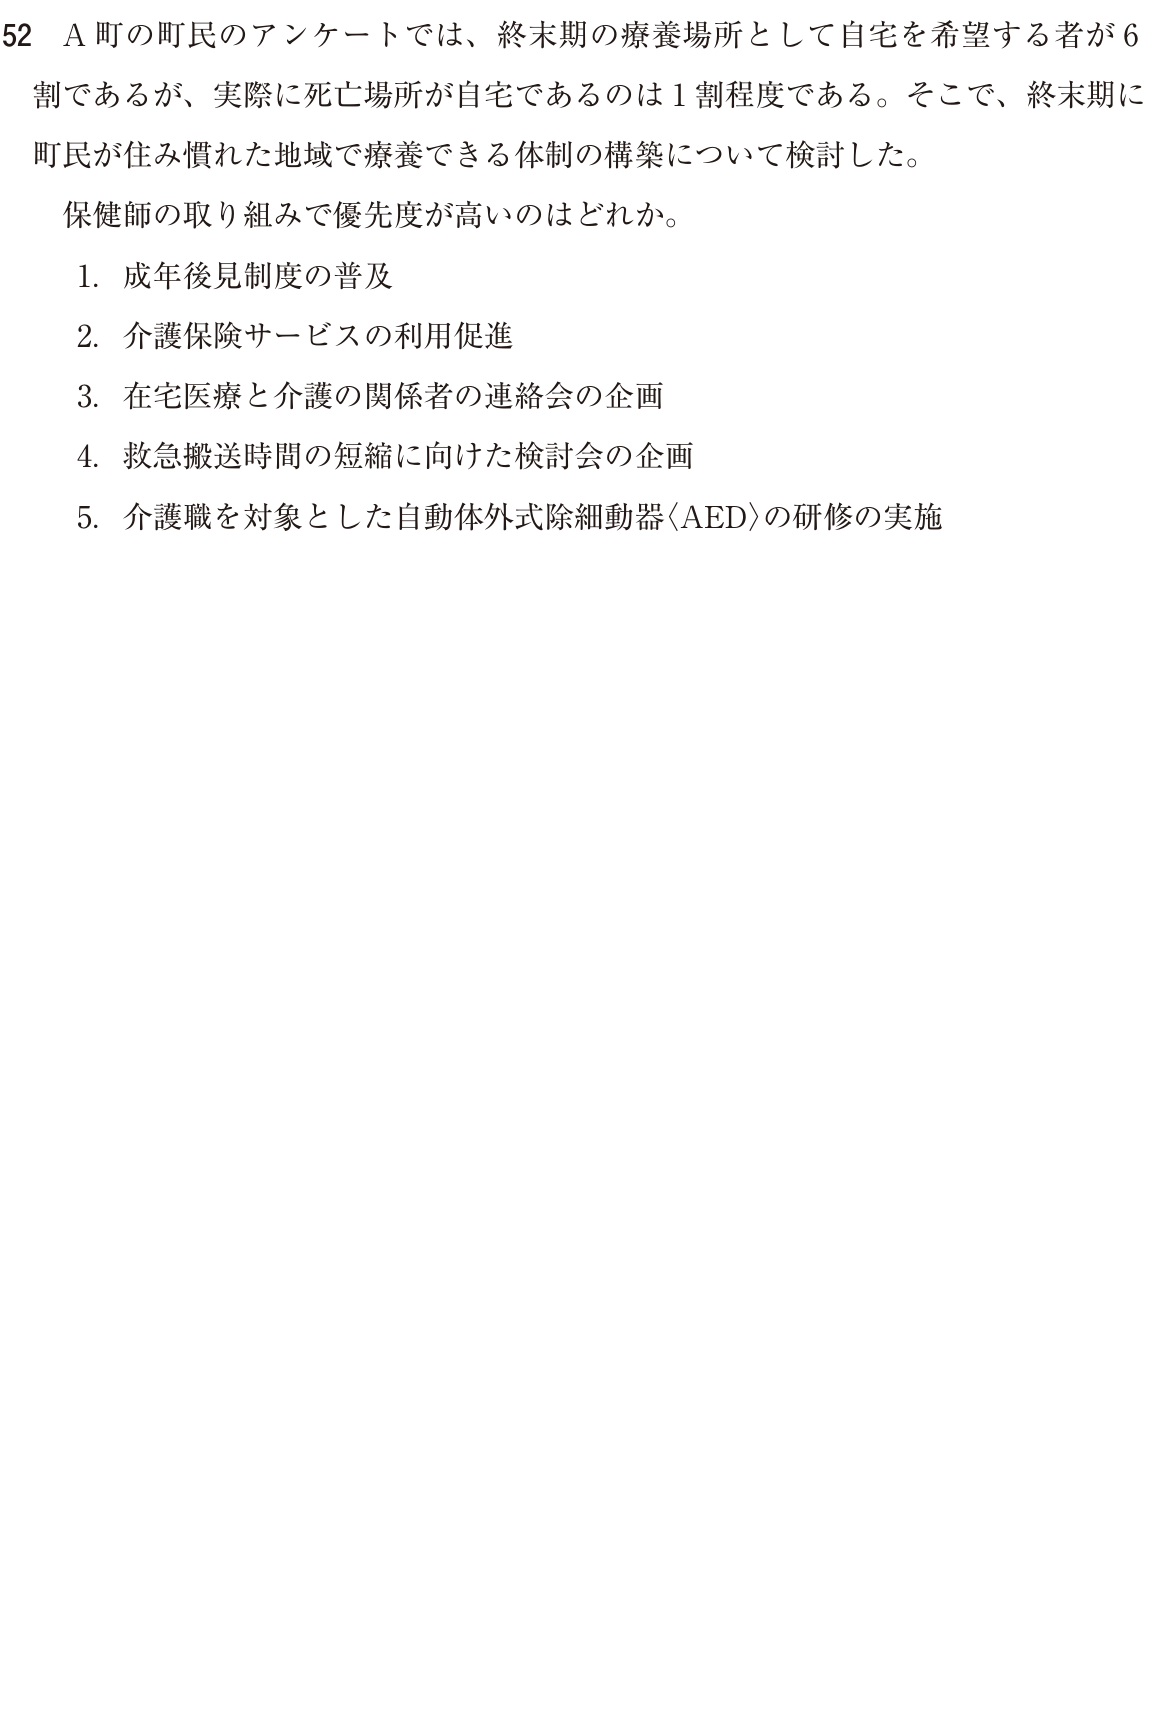 52　A 町の町民のアンケートでは、終末期の療養場所として自宅を希望する者が 6
割であるが、実際に死亡場所が自宅であるのは 1 割程度である。そこで、終末期に
町民が住み慣れた地域で療養できる体制の構築について検討した。
保健師の取り組みで優先度が高いのはどれか。
1. 成年後見制度の普及
2. 介護保険サービスの利用促進
3. 在宅医療と介護の関係者の連絡会の企画
4. 救急搬送時間の短縮に向けた検討会の企画
5. 介護職を対象とした自動体外式除細動器〈AED〉の研修の実施